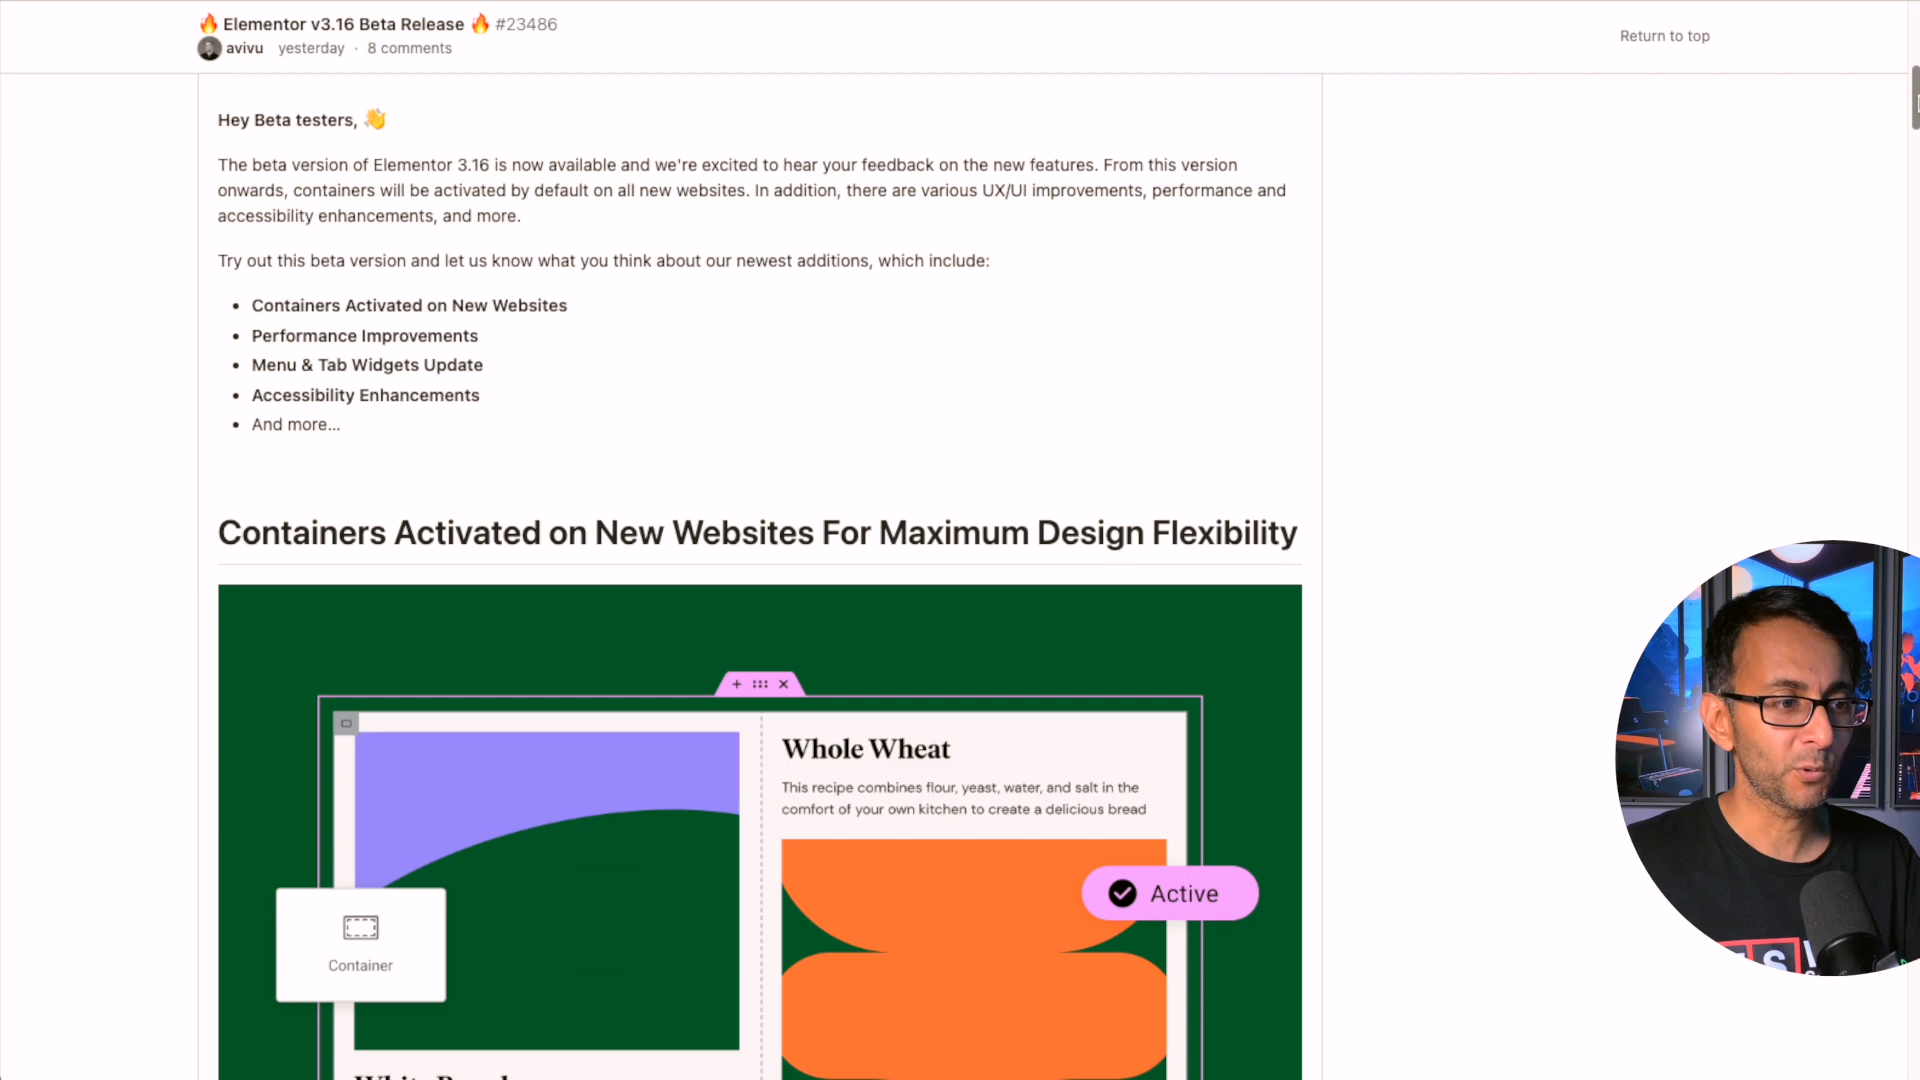 🔥 Elementor v3.16 Beta Release 🔥 #23486
avivu yesterday · 8 comments
Return to top
Hey Beta testers, 👋
The beta version of Elementor 3.16 is now available and we're excited to hear your feedback on the new features. From this version
onwards, containers will be activated by default on all new websites. In addition, there are various UX/UI improvements, performance and
accessibility enhancements, and more.
Try out this beta version and let us know what you think about our newest additions, which include:
• Containers Activated on New Websites
• Performance Improvements
• Menu & Tab Widgets Update
• Accessibility Enhancements
• And more...
Containers Activated on New Websites For Maximum Design Flexibility
Whole Wheat
This recipe combines flour, yeast, water, and salt in the
comfort of your own kitchen to create a delicious bread
Active
Container